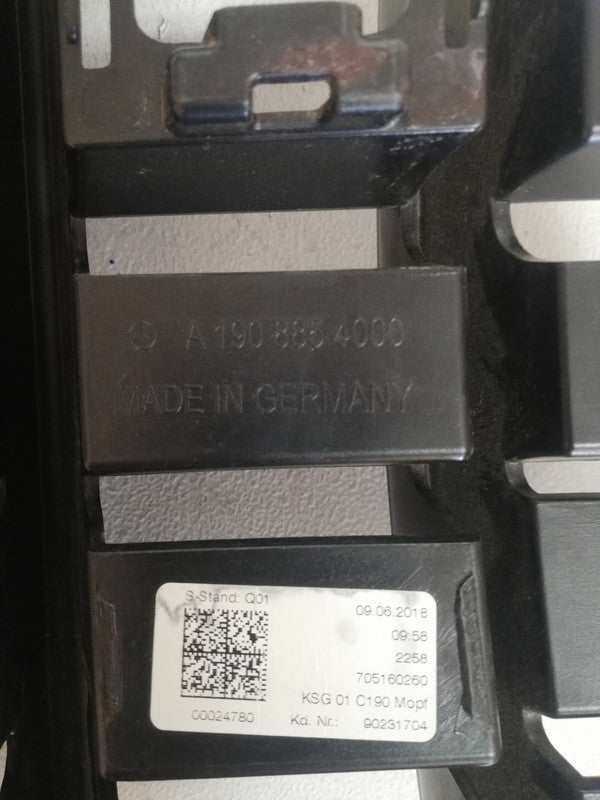 A 190 885 4000
MADE IN GERMANY
S-Stand: Q01
09.06.2018
09:58
2258
705160260
KSG 01 C190 Mopf
00024780
Kd. Nr.: 90231704